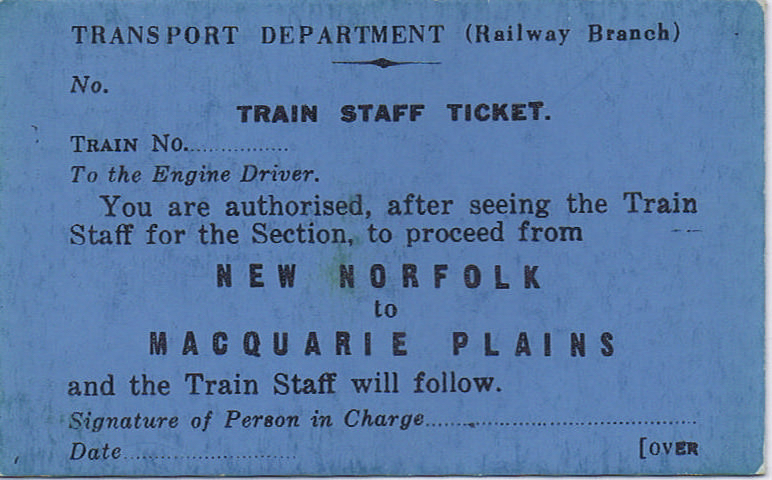 TRANSPORT DEPARTMENT (Railway Branch)
No.
TRAIN STAFF TICKET.
TRAIN No.................
To the Engine Driver.
You are authorised, after seeing the Train
Staff for the Section, to proceed from
NEW NORFOLK
to
MACQUARIE PLAINS
and the Train Staff will follow.
Signature of Person in Charge..........................................
Date..........................
[OVER